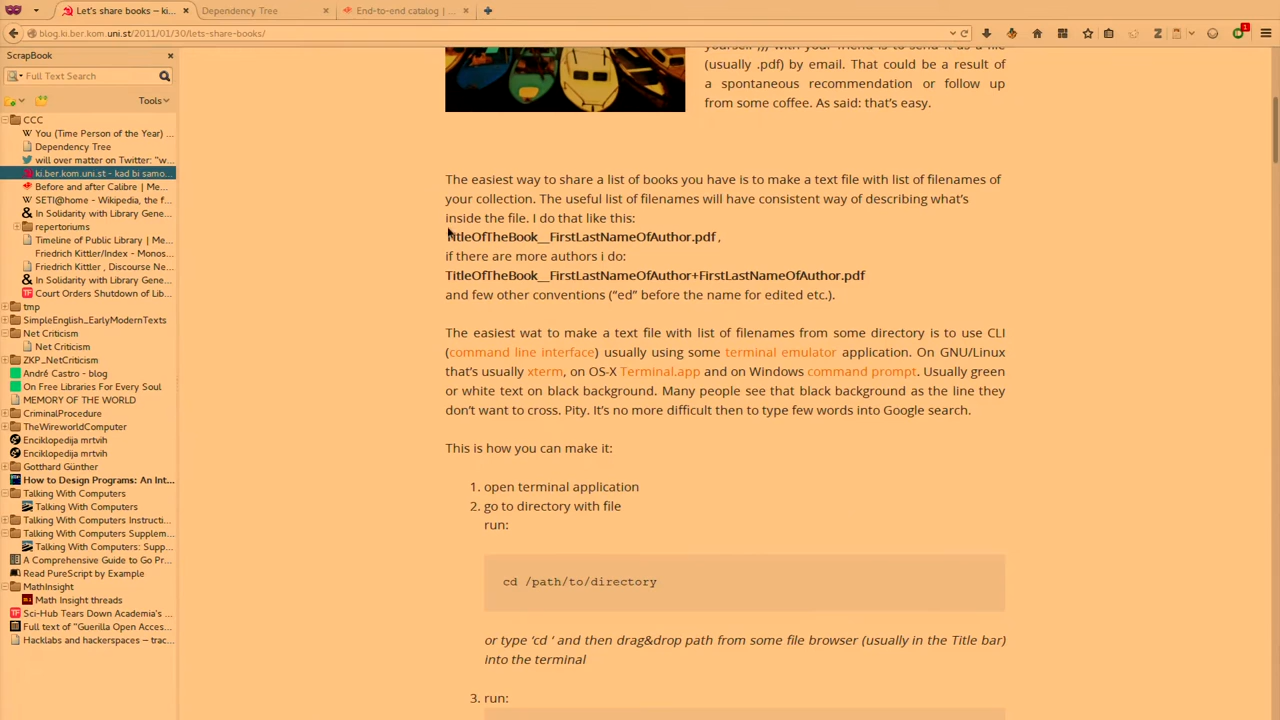 Let's share books – ki...
Dependency Tree
End-to-end catalog | ...
blog.ki.ber.kom.uni.st/2011/01/30/lets-share-books/
1
ScrapBook
Full Text Search
Tools
CCC
You (Time Person of the Year) ...
Dependency Tree
will over matter on Twitter: "w...
ki.ber.kom.uni.st - kad bi samo...
Before and after Calibre | Me...
SETI@home - Wikipedia, the f...
In Solidarity with Library Gene...
repertoriums
Timeline of Public Library | Me...
Friedrich Kittler/Index - Monos...
Friedrich Kittler , Discourse Ne...
In Solidarity with Library Gene...
Court Orders Shutdown of Lib...
tmp
SimpleEnglish_EarlyModernTexts
Net Criticism
Net Criticism
ZKP_NetCriticism
André Castro - blog
On Free Libraries For Every Soul
MEMORY OF THE WORLD
CriminalProcedure
TheWireworldComputer
Enciklopedija mrtvih
Enciklopedija mrtvih
Gotthard Günther
How to Design Programs: An Int...
Talking With Computers
Talking With Computers
Talking With Computers Instructi...
Talking With Computers Supplem...
Talking With Computers: Supp...
A Comprehensive Guide to Go Pr...
Read PureScript by Example
MathInsight
Math Insight threads
Sci-Hub Tears Down Academia's ...
Full text of "Guerilla Open Acces...
Hacklabs and hackerspaces – trac...
yourself ;)) with your friend is to send it as a file
(usually .pdf) by email. That could be a result of
a spontaneous recommendation or follow up
from some coffee. As said: that's easy.
The easiest way to share a list of books you have is to make a text file with list of filenames of
your collection. The useful list of filenames will have consistent way of describing what's
inside the file. I do that like this:
TitleOfTheBook__FirstLastNameOfAuthor.pdf ,
if there are more authors i do:
TitleOfTheBook__FirstLastNameOfAuthor+FirstLastNameOfAuthor.pdf
and few other conventions ("ed" before the name for edited etc.).
The easiest wat to make a text file with list of filenames from some directory is to use CLI
(command line interface) usually using some terminal emulator application. On GNU/Linux
that's usually xterm, on OS-X Terminal.app and on Windows command prompt. Usually green
or white text on black background. Many people see that black background as the line they
don't want to cross. Pity. It's no more difficult then to type few words into Google search.
This is how you can make it:
1. open terminal application
2. go to directory with file
run:
cd /path/to/directory
or type 'cd ' and then drag&drop path from some file browser (usually in the Title bar)
into the terminal
3. run: